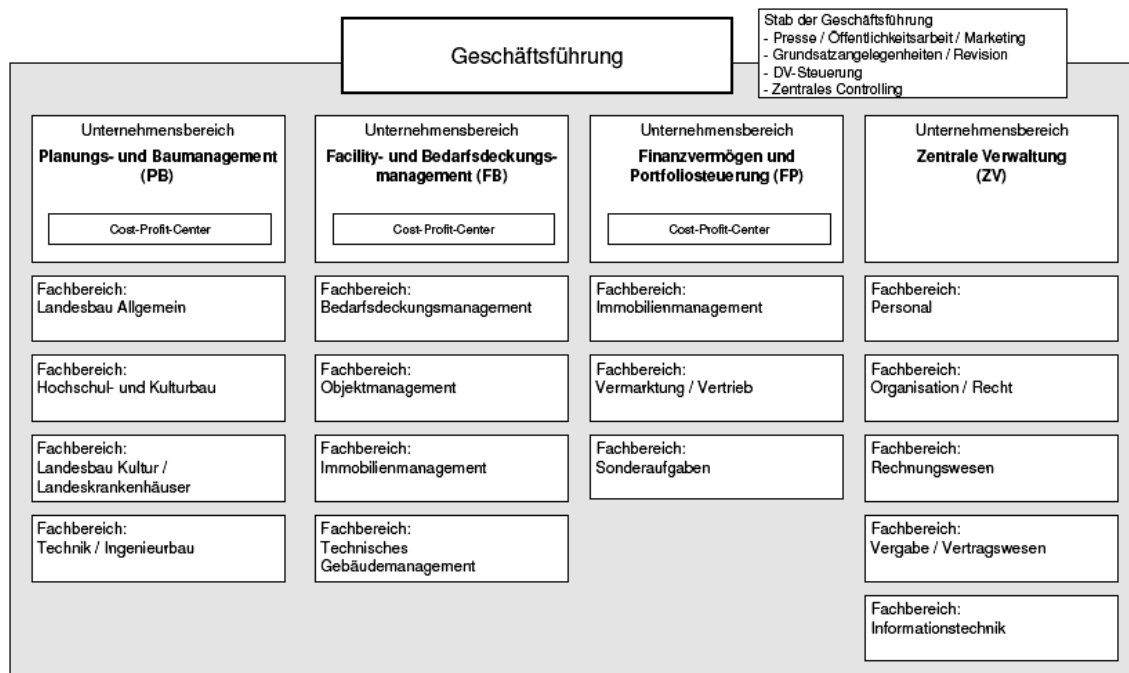 Geschäftsführung
Stab der Geschäftsführung
- Presse / Öffentlichkeitsarbeit / Marketing
- Grundsatzangelegenheiten / Revision
- DV-Steuerung
- Zentrales Controlling
Unternehmensbereich
Planungs- und Baumanagement
(PB)
Cost-Profit-Center
Fachbereich:
Landesbau Allgemein
Fachbereich:
Hochschul- und Kulturbau
Fachbereich:
Landesbau Kultur /
Landeskrankenhäuser
Fachbereich:
Technik / Ingenieurbau
Unternehmensbereich
Facility- und Bedarfsdeckungs-
management (FB)
Cost-Profit-Center
Fachbereich:
Bedarfsdeckungsmanagement
Fachbereich:
Objektmanagement
Fachbereich:
Immobilienmanagement
Fachbereich:
Technisches
Gebäudemanagement
Unternehmensbereich
Finanzvermögen und
Portfoliosteuerung (FP)
Cost-Profit-Center
Fachbereich:
Immobilienmanagement
Fachbereich:
Vermarktung / Vertrieb
Fachbereich:
Sonderaufgaben
Unternehmensbereich
Zentrale Verwaltung
(ZV)
Fachbereich:
Personal
Fachbereich:
Organisation / Recht
Fachbereich:
Rechnungswesen
Fachbereich:
Vergabe / Vertragswesen
Fachbereich:
Informationstechnik